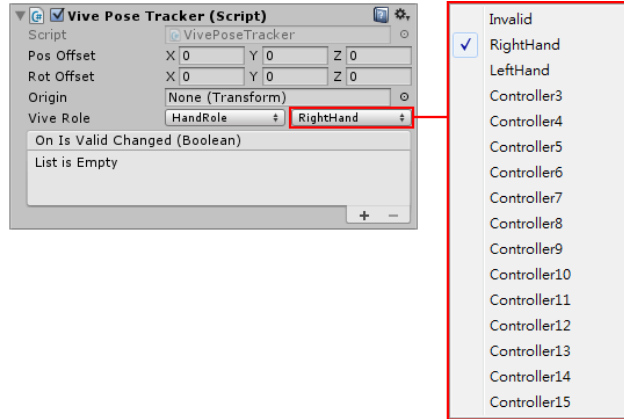 Vive Pose Tracker (Script)
Script VivePoseTracker
Pos Offset X 0 Y 0 Z 0
Rot Offset X 0 Y 0 Z 0
Origin None (Transform)
Vive Role HandRole RightHand
On Is Valid Changed (Boolean)
List is Empty
Invalid
RightHand
LeftHand
Controller3
Controller4
Controller5
Controller6
Controller7
Controller8
Controller9
Controller10
Controller11
Controller12
Controller13
Controller14
Controller15